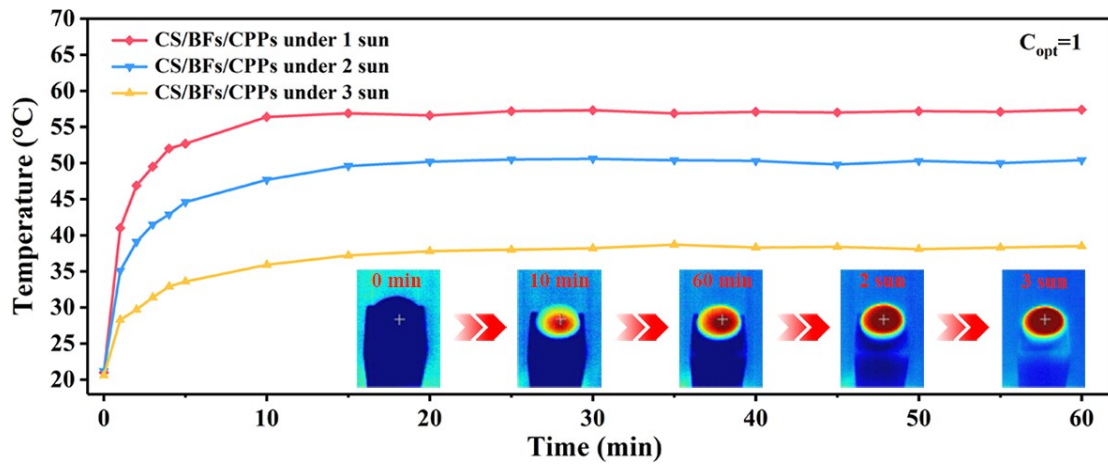 70
65
60
55
50
45
40
35
30
25
20
Temperature (°C)
CS/BFs/CPPs under 1 sun
CS/BFs/CPPs under 2 sun
CS/BFs/CPPs under 3 sun
C_opt=1
0 min
10 min
60 min
2 sun
3 sun
0
10
20
30
40
50
60
Time (min)